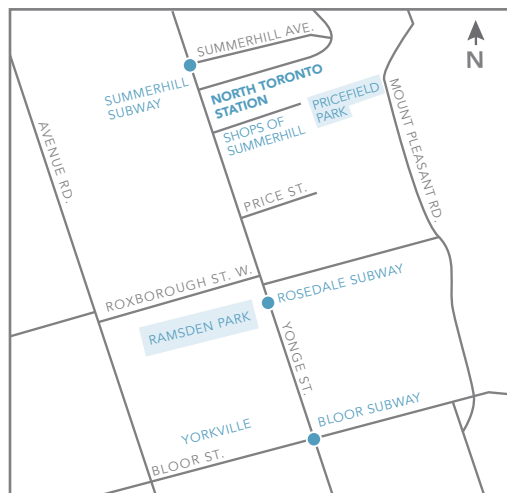 SUMMERHILL AVE.
N
SUMMERHILL
SUBWAY
NORTH TORONTO
STATION
PRICEFIELD
PARK
SHOPS OF
SUMMERHILL
AVENUE RD.
MOUNT PLEASANT RD.
PRICE ST.
ROXBOROUGH ST. W.
ROSEDALE SUBWAY
RAMSDEN PARK
YONGE ST.
BLOOR SUBWAY
YORKVILLE
BLOOR ST.